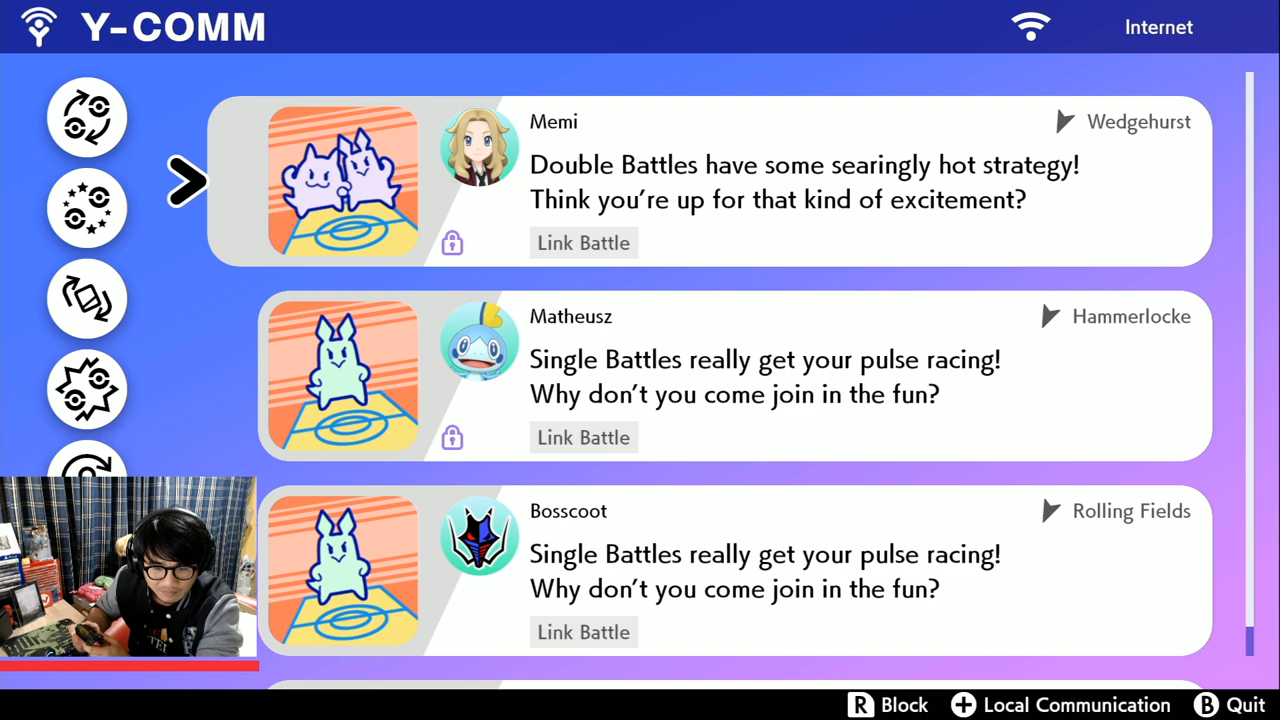 Y-COMM
Internet
Memi
Wedgehurst
Double Battles have some searingly hot strategy!
Think you're up for that kind of excitement?
Link Battle
Matheusz
Hammerlocke
Single Battles really get your pulse racing!
Why don't you come join in the fun?
Link Battle
Bosscoot
Rolling Fields
Single Battles really get your pulse racing!
Why don't you come join in the fun?
Link Battle
R Block
+ Local Communication
B Quit